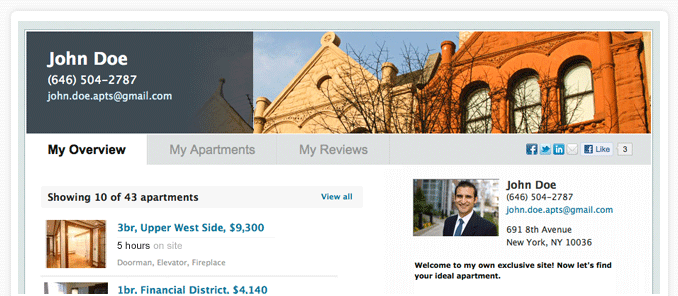 John Doe
(646) 504-2787
john.doe.apts@gmail.com
My Overview
My Apartments
My Reviews
Like
3
Showing 10 of 43 apartments
View all
3br, Upper West Side, $9,300
5 hours on site
Doorman, Elevator, Fireplace
1br, Financial District, $4,140
John Doe
(646) 504-2787
john.doe.apts@gmail.com
691 8th Avenue
New York, NY 10036
Welcome to my own exclusive site! Now let's find
your ideal apartment.